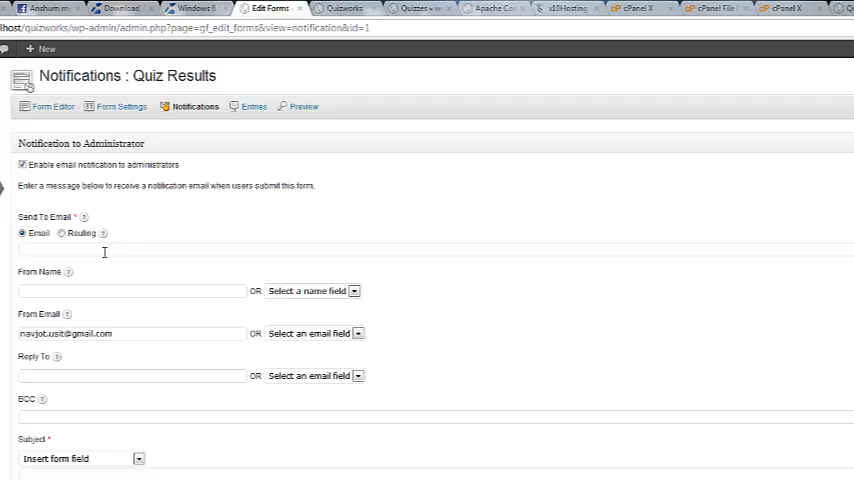 Anshum m
Download
Windows 8
Edit Forms
Quizworks
Quizzes « w
Apache Co
x10Hosting
cP cPanel X
cP cPanel File M
cP cPanel X
lhost/quizworks/wp-admin/admin.php?page=gf_edit_forms&view=notification&id=1
+ New
Notifications : Quiz Results
Form Editor Form Settings Notifications Entries Preview
Notification to Administrator
Enable email notification to administrators
Enter a message below to receive a notification email when users submit this form.
Send To Email * ?
Email Routing ?
From Name ?
OR Select a name field
From Email ?
navjot.usit@gmail.com OR Select an email field
Reply To ?
OR Select an email field
BCC ?
Subject *
Insert form field